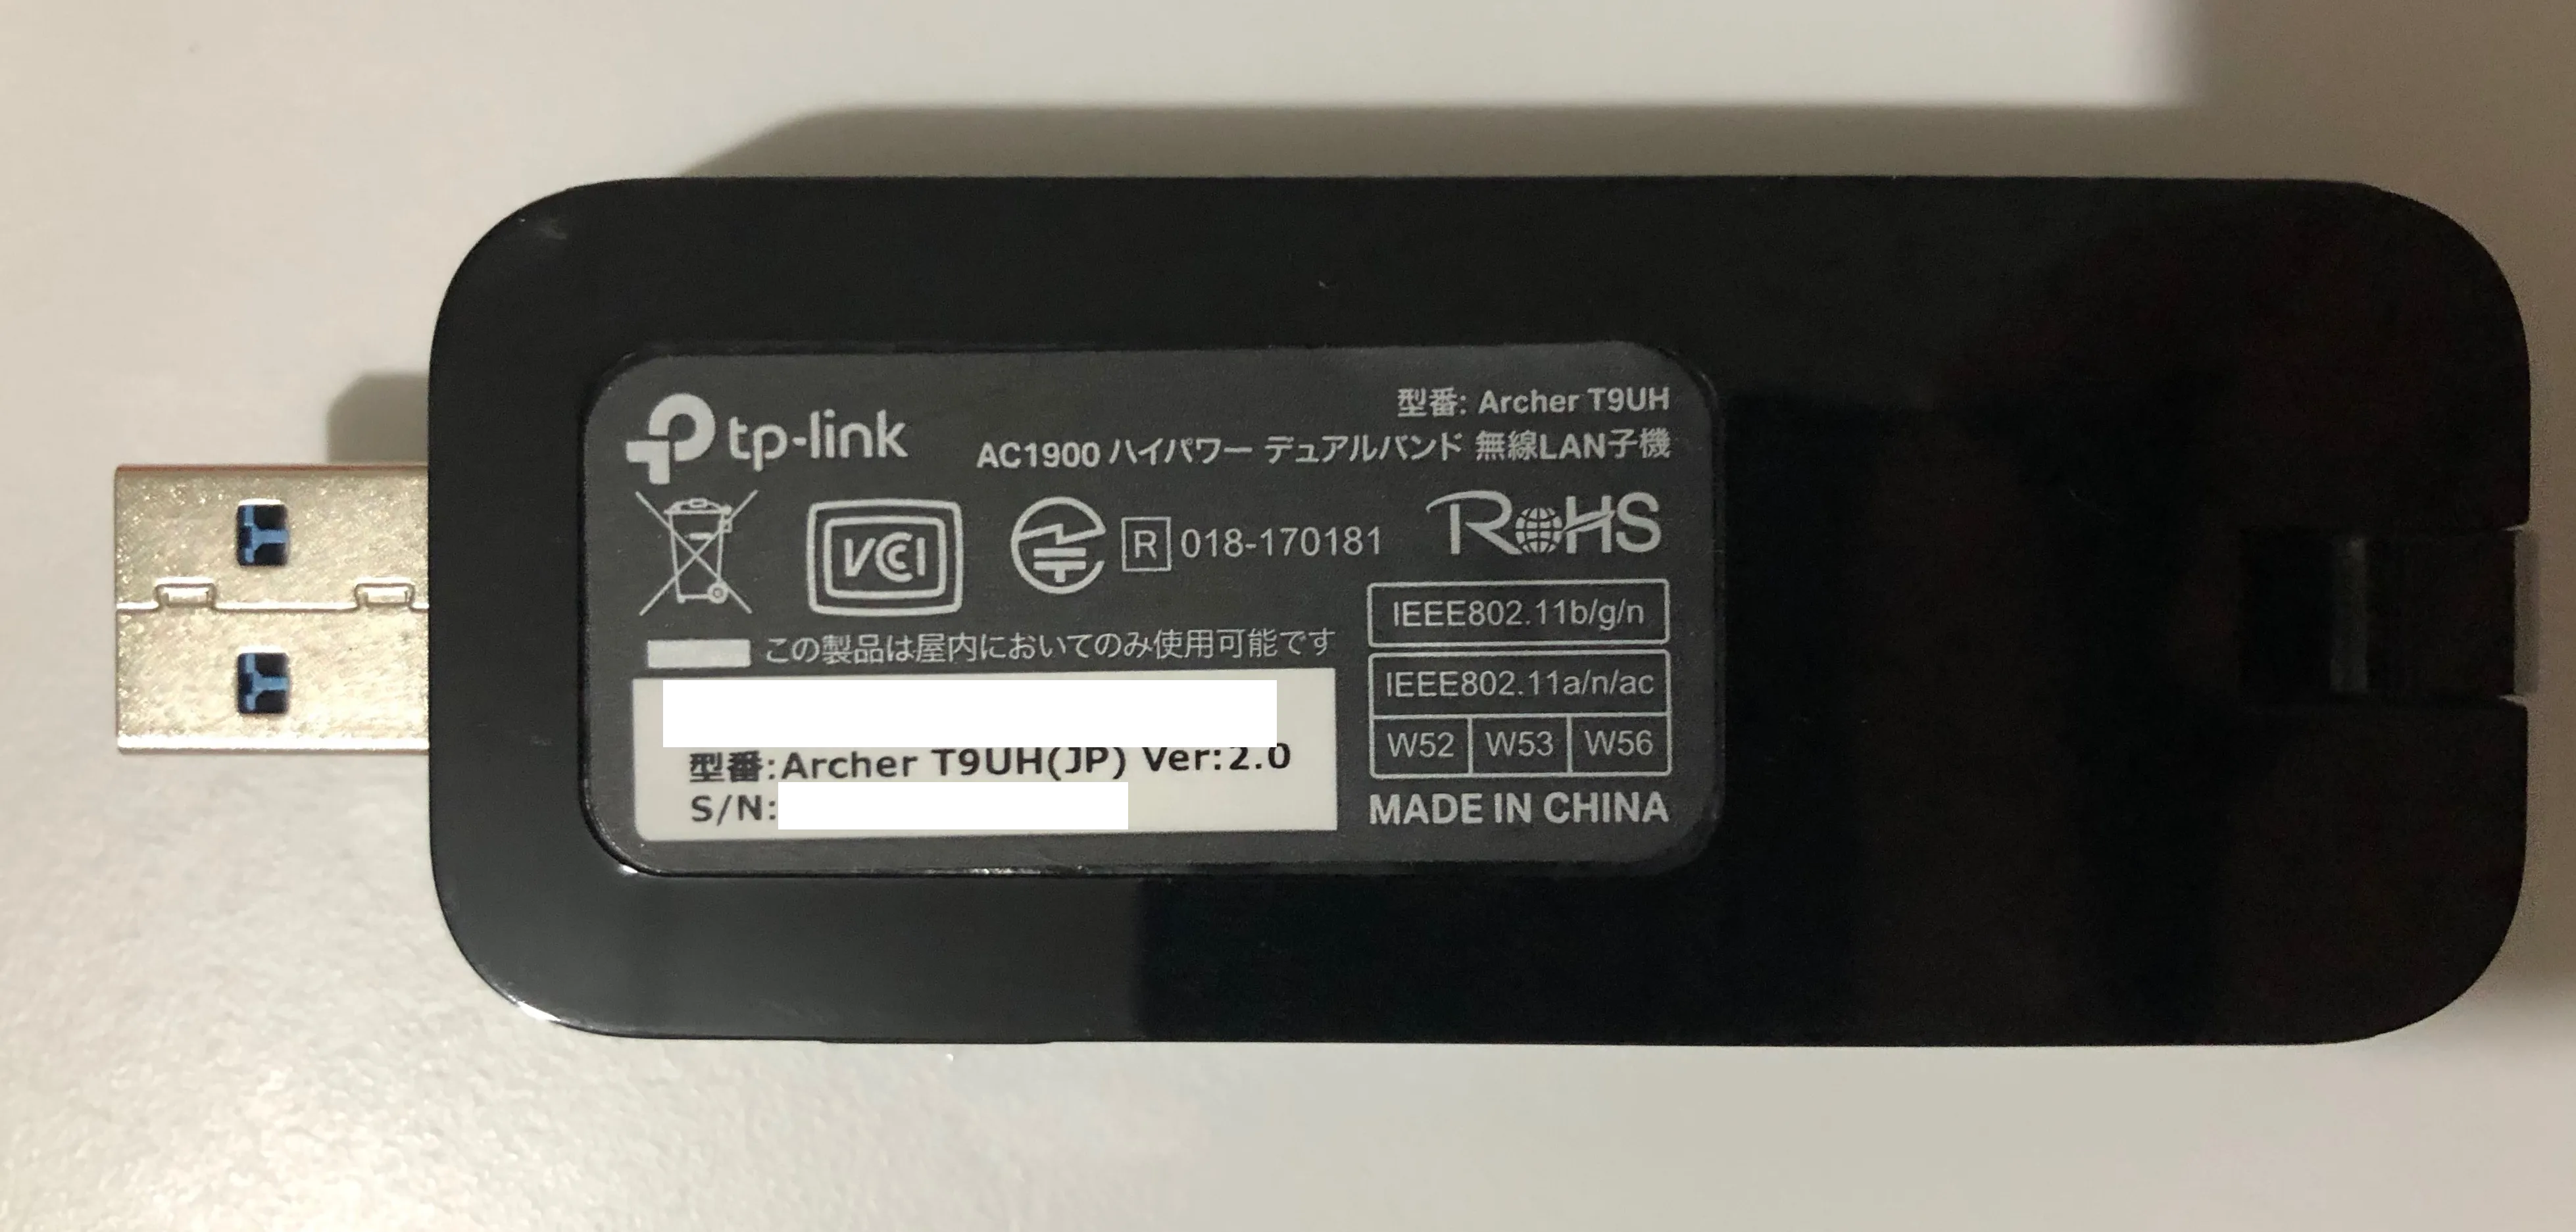 tp-link
型番: Archer T9UH
AC1900 ハイパワー デュアルバンド 無線LAN子機
VCCI
R 018-170181
RoHS
IEEE802.11b/g/n
この製品は屋内においてのみ使用可能です
IEEE802.11a/n/ac
W52 W53 W56
型番:Archer T9UH(JP) Ver:2.0
S/N:
MADE IN CHINA